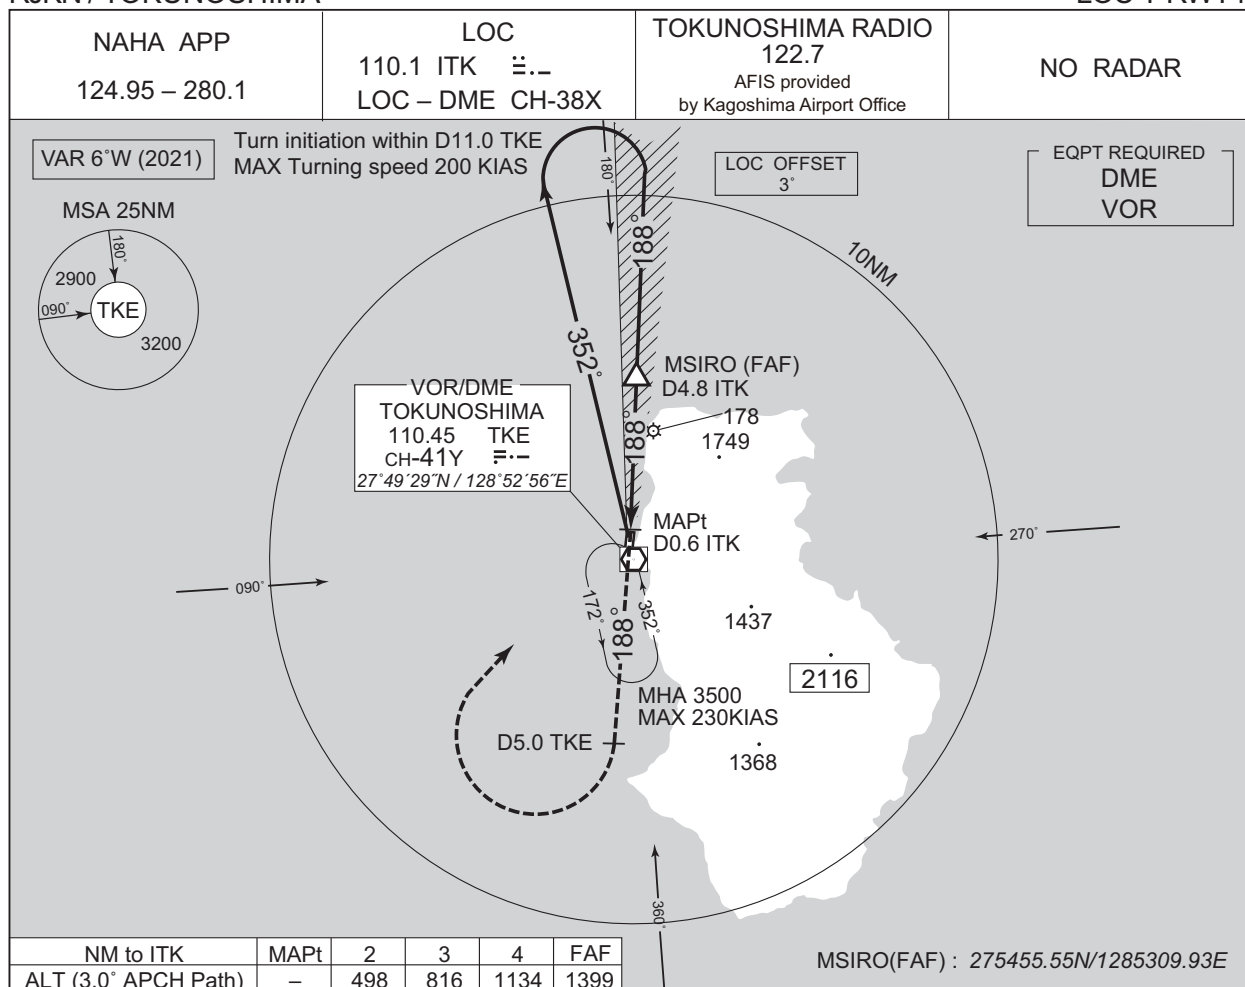 RJKN / TOKUNOSHIMA
NAHA APP
124.95 – 280.1
LOC
110.1 ITK
LOC – DME CH-38X
TOKUNOSHIMA RADIO
122.7
AFIS provided
by Kagoshima Airport Office
NO RADAR
VAR 6˚W (2021)
Turn initiation within D11.0 TKE
MAX Turning speed 200 KIAS
180˚
LOC OFFSET
3˚
EQPT REQUIRED
DME
VOR
MSA 25NM
180˚
2900
090˚
TKE
3200
188°
10NM
352°
MSIRO (FAF)
D4.8 ITK
VOR/DME
TOKUNOSHIMA
110.45 TKE
CH-41Y
27˚49´29˝N / 128˚52´56˝E
188°
178
1749
MAPt
D0.6 ITK
270˚
090˚
172˚
188°
352˚
1437
2116
MHA 3500
MAX 230KIAS
D5.0 TKE
1368
360˚
NM to ITK MAPt 2 3 4 FAF
ALT (3.0˚ APCH Path) – 498 816 1134 1399
MSIRO(FAF) : 275455.55N/1285309.93E